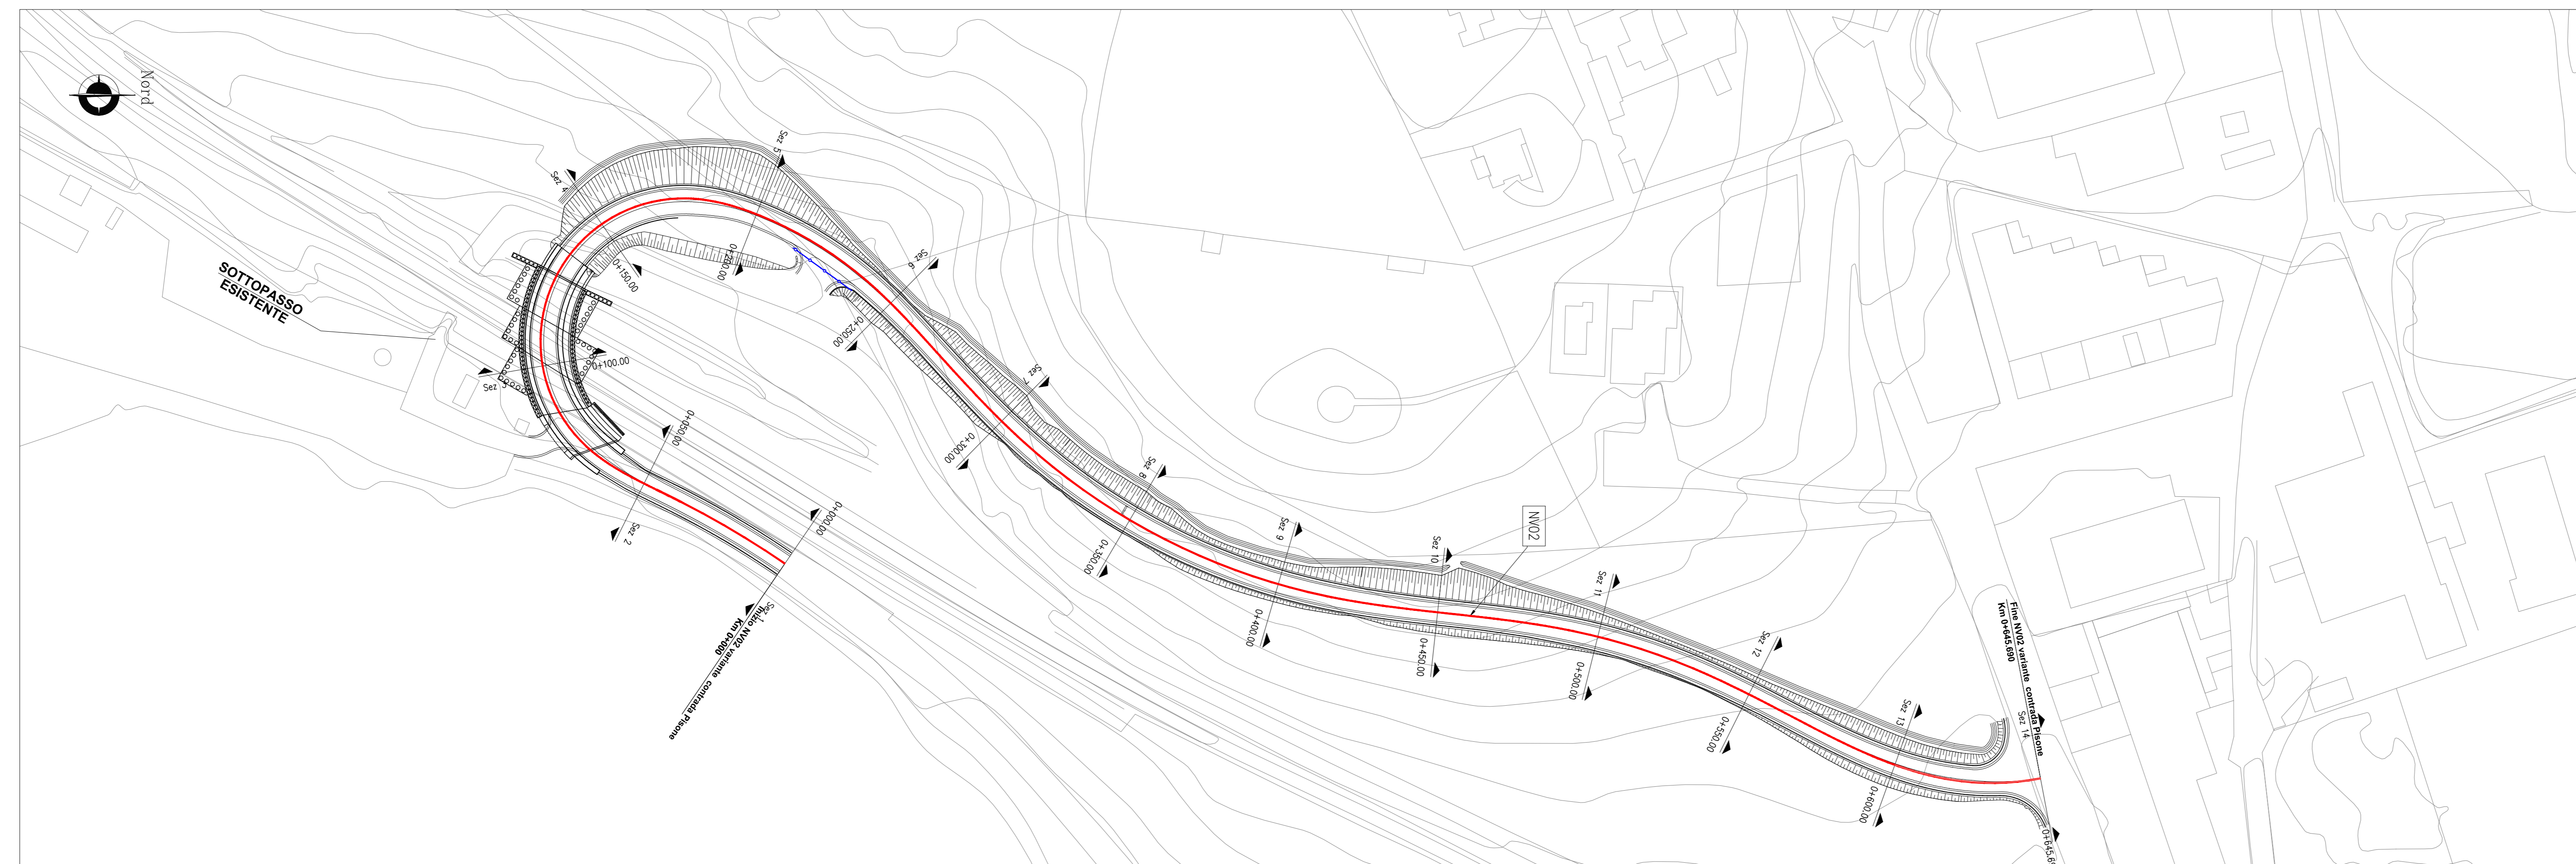 Nord
SOTTOPASSO
ESISTENTE
Sez 4
Sez 5
Sez 6
Sez 7
Sez 8
Sez 9
Sez 10
NV02
Sez 11
Sez 12
Sez 13
Sez 14
Fine NV02 variante contrada Pisone
Km 0+645.690
0+150.00
0+200.00
0+250.00
0+300.00
0+350.00
0+400.00
0+450.00
0+500.00
0+550.00
0+600.00
Sez
0+100.00
0+050.00
Sez 2
0+000.00
Sez 1
Inizio NV02 variante contrada Pisone
Km 0+000